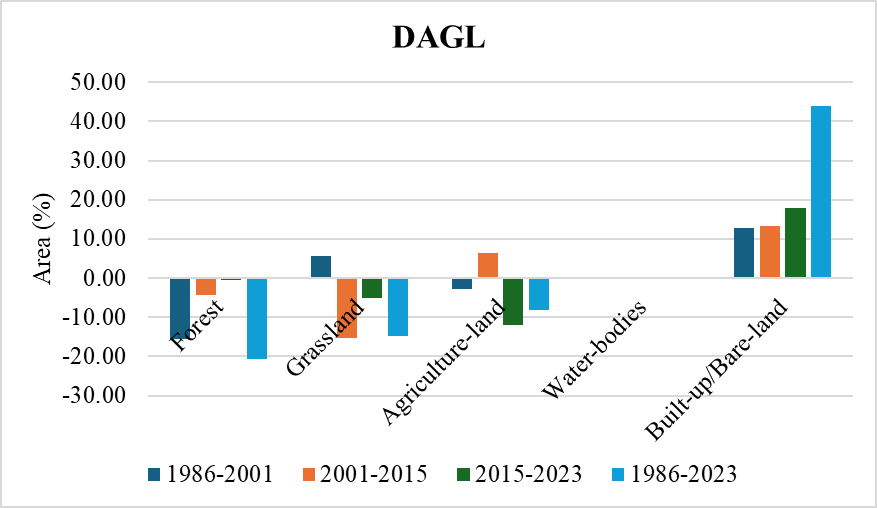 DAGL
50.00
40.00
30.00
20.00
10.00
0.00
-10.00
-20.00
-30.00
Area (%)
Forest
Grassland
Agriculture-land
Water-bodies
Built-up/Bare-land
1986-2001 2001-2015 2015-2023 1986-2023